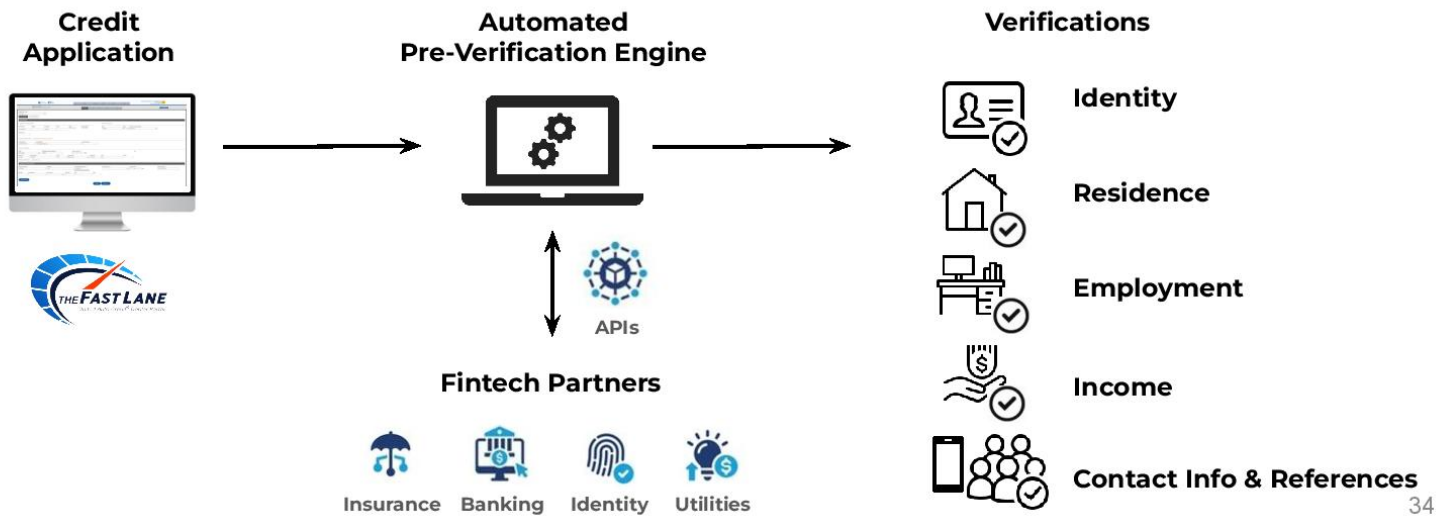 Credit
Application
Automated
Pre-Verification Engine
Verifications
THE FAST LANE
APIs
Fintech Partners
Insurance
Banking
Identity
Utilities
Identity
Residence
Employment
Income
Contact Info & References
34